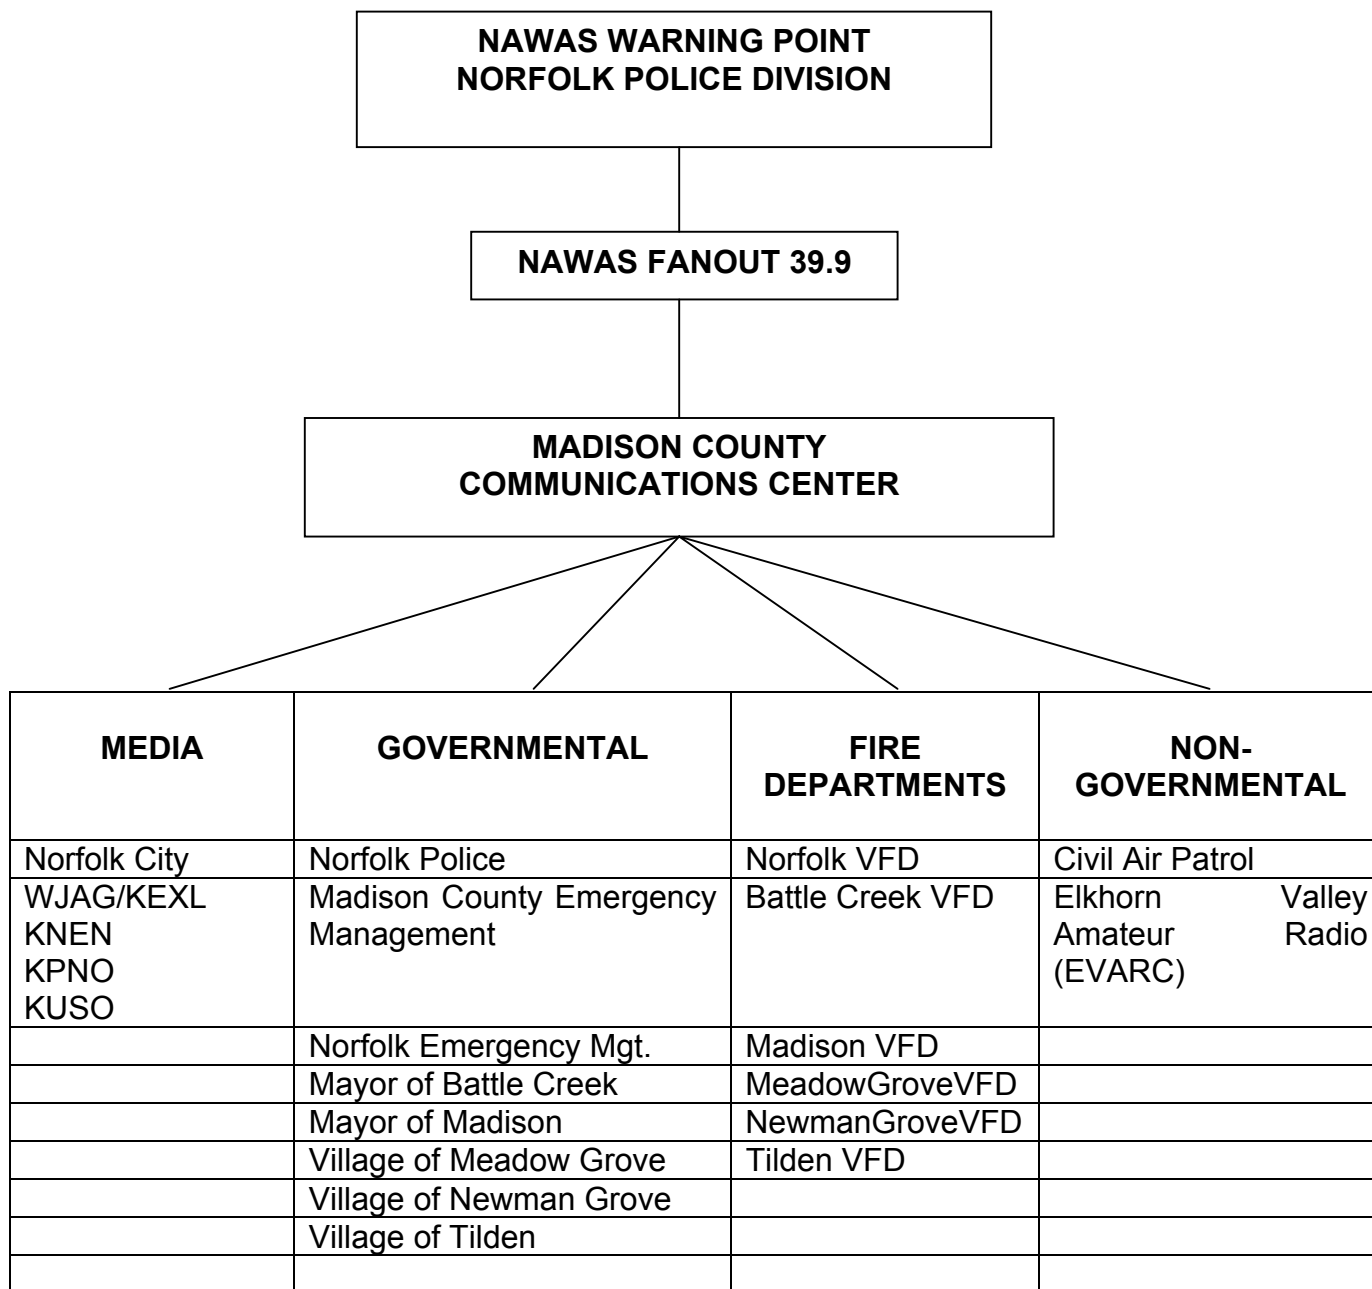 NAWAS WARNING POINT
NORFOLK POLICE DIVISION
NAWAS FANOUT 39.9
MADISON COUNTY
COMMUNICATIONS CENTER
MEDIA
GOVERNMENTAL
FIRE
DEPARTMENTS
NON-
GOVERNMENTAL
Norfolk City
Norfolk Police
Norfolk VFD
Civil Air Patrol
WJAG/KEXL
KNEN
KPNO
KUSO
Madison County Emergency
Management
Battle Creek VFD
Elkhorn Valley
Amateur Radio
(EVARC)
Norfolk Emergency Mgt.
Madison VFD
Mayor of Battle Creek
MeadowGroveVFD
Mayor of Madison
NewmanGroveVFD
Village of Meadow Grove
Tilden VFD
Village of Newman Grove
Village of Tilden